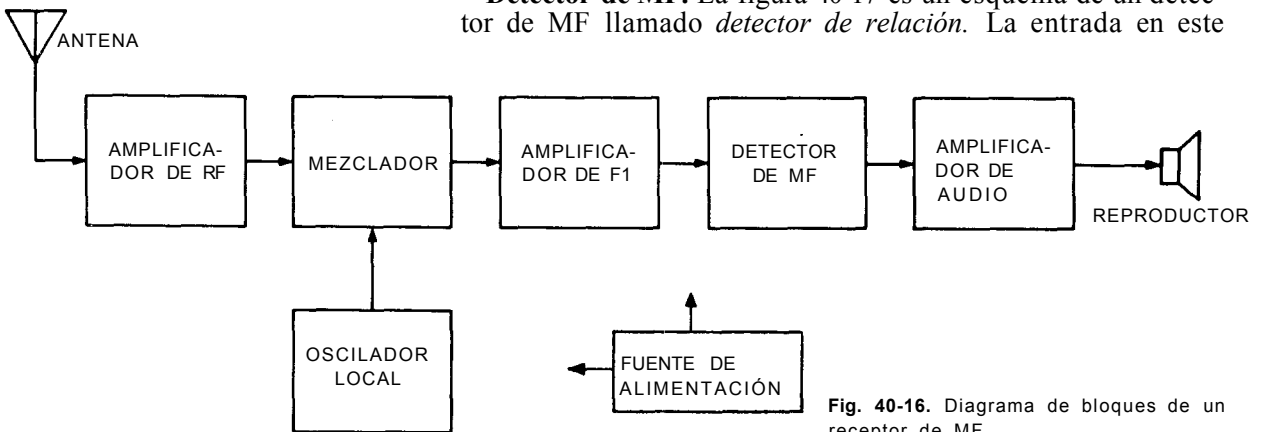 Detector de MF. La figura 40-17 es un esquema de un detec-
tor de MF llamado detector de relación. La entrada en este
ANTENA
AMPLIFICA-
DOR DE RF
MEZCLADOR
AMPLIFICA-
DOR DE F1
DETECTOR
DE MF
AMPLIFICA-
DOR DE
AUDIO
REPRODUCTOR
OSCILADOR
LOCAL
FUENTE DE
ALIMENTACIÓN
Fig. 40-16. Diagrama de bloques de un
receptor de MF